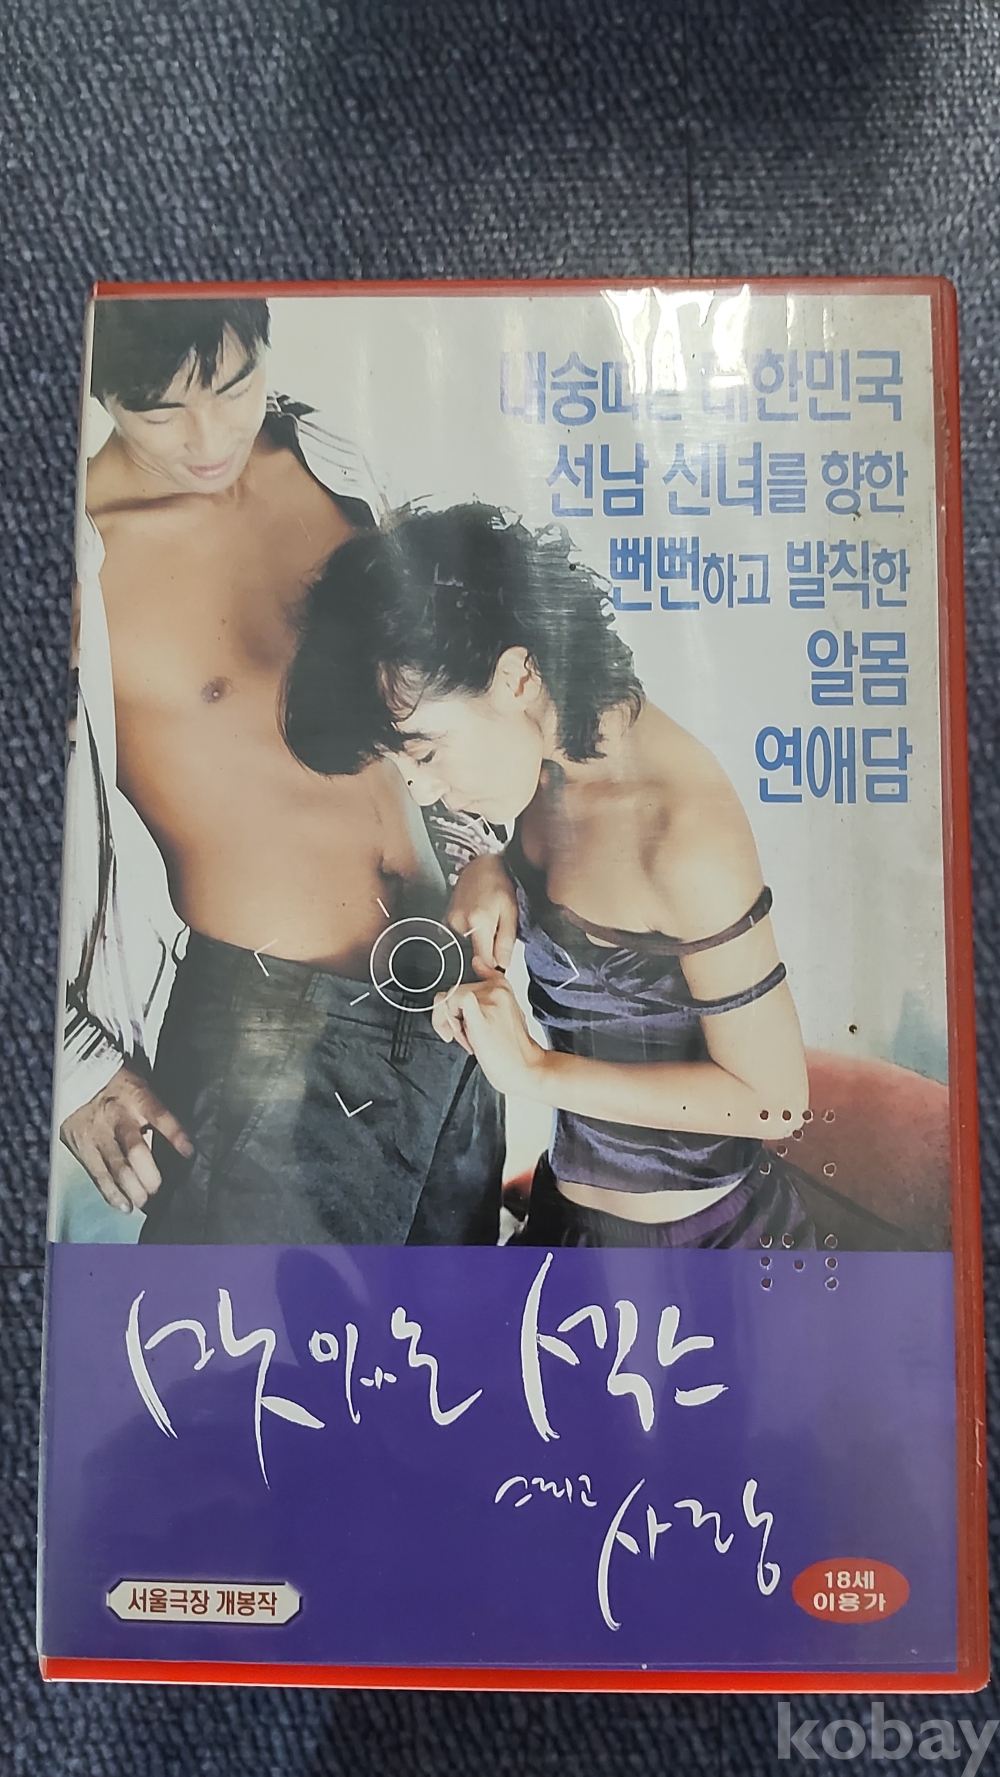 내숭떠는 대한민국
선남 선녀를 향한
뻔뻔하고 발칙한
알몸
연애담
맛있는 섹스
그리고 사랑
서울극장 개봉작
18세
이용가
kobay